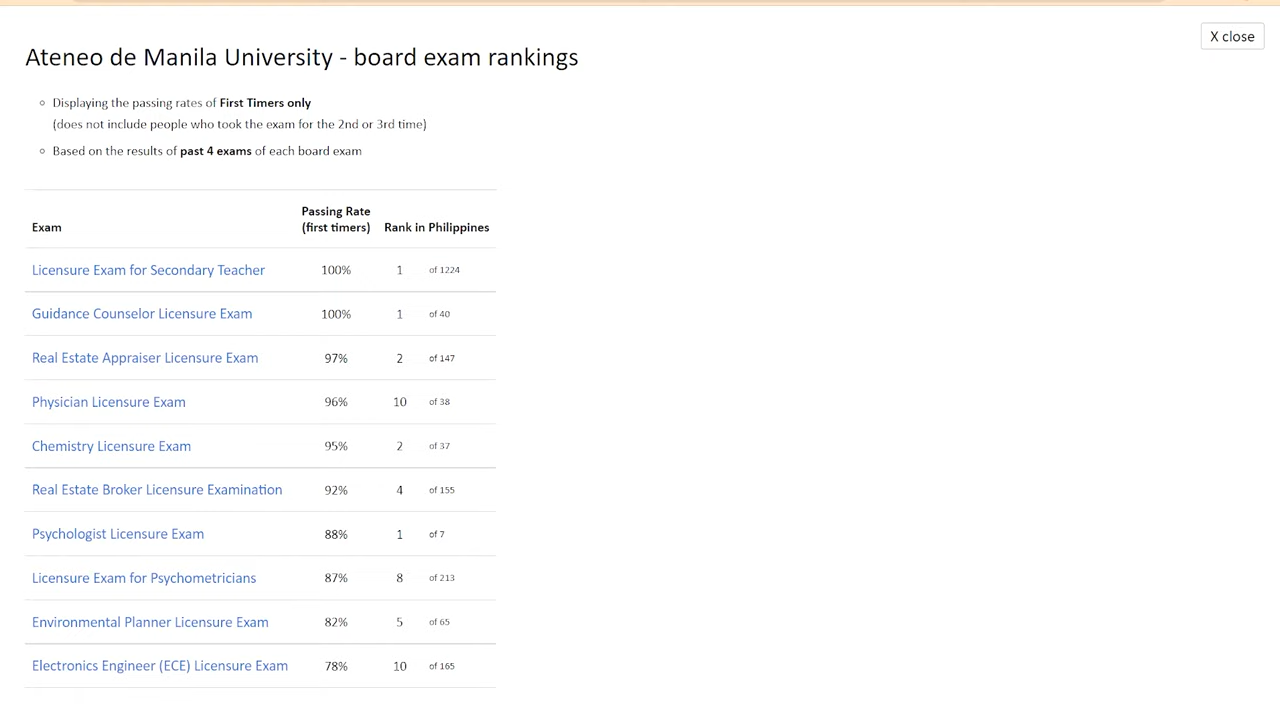 X close
Ateneo de Manila University - board exam rankings
Displaying the passing rates of First Timers only
(does not include people who took the exam for the 2nd or 3rd time)
Based on the results of past 4 exams of each board exam
Exam Passing Rate (first timers) Rank in Philippines
Licensure Exam for Secondary Teacher 100% 1 of 1224
Guidance Counselor Licensure Exam 100% 1 of 40
Real Estate Appraiser Licensure Exam 97% 2 of 147
Physician Licensure Exam 96% 10 of 38
Chemistry Licensure Exam 95% 2 of 37
Real Estate Broker Licensure Examination 92% 4 of 155
Psychologist Licensure Exam 88% 1 of 7
Licensure Exam for Psychometricians 87% 8 of 213
Environmental Planner Licensure Exam 82% 5 of 65
Electronics Engineer (ECE) Licensure Exam 78% 10 of 165